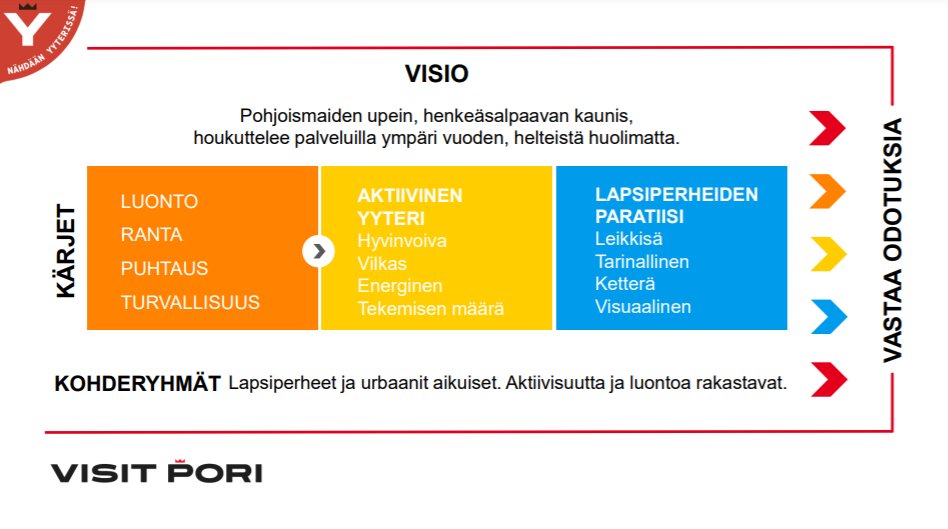 Y
NÄHDÄÄN YYTERISSÄ!
VISIO
Pohjoismaiden upein, henkeäsalpaavan kaunis,
houkuttelee palveluilla ympäri vuoden, helteistä huolimatta.
KÄRJET
LUONTO
RANTA
PUHTAUS
TURVALLISUUS
AKTIIVINEN
YYTERI
Hyvinvoiva
Vilkas
Energinen
Tekemisen määrä
LAPSIPERHEIDEN
PARATIISI
Leikkisä
Tarinallinen
Ketterä
Visuaalinen
VASTAA ODOTUKSIA
KOHDERYHMÄT Lapsiperheet ja urbaanit aikuiset. Aktiivisuutta ja luontoa rakastavat.
VISIT PORI